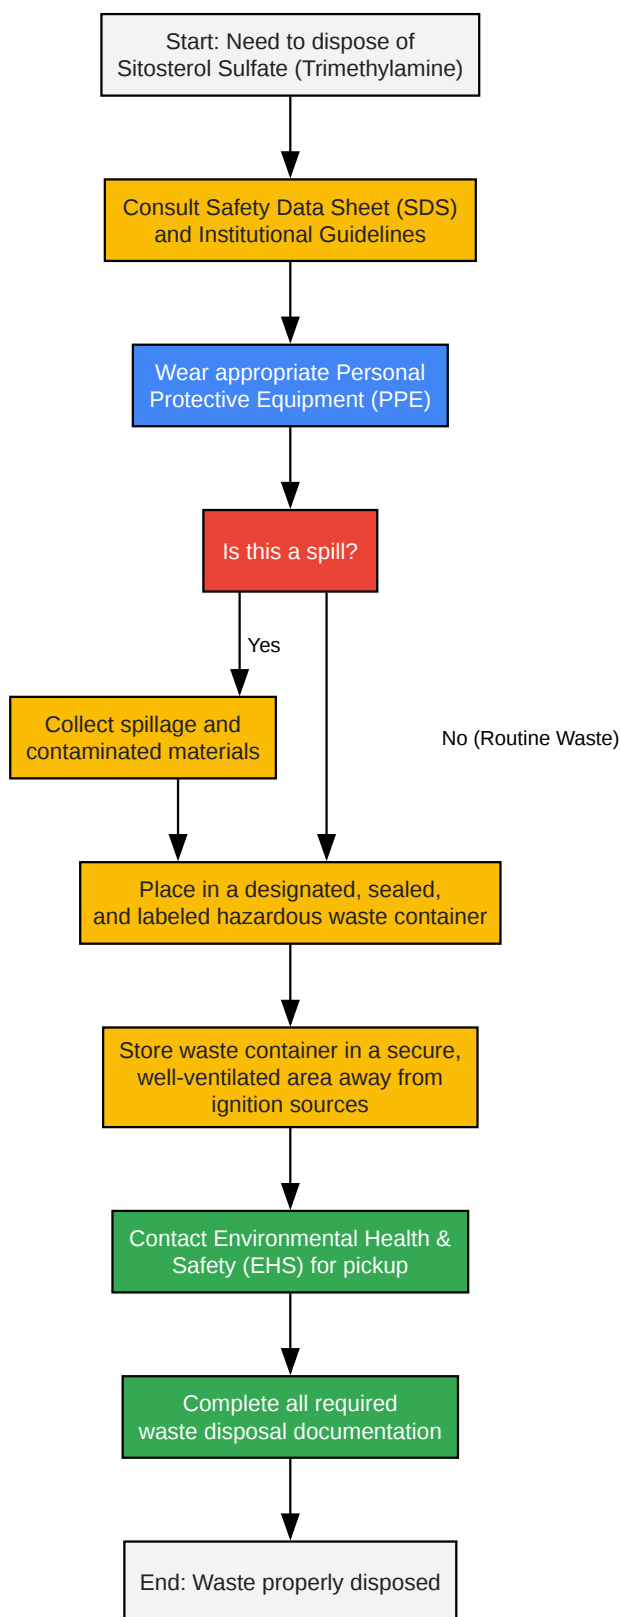 Start: Need to dispose of
Sitosterol Sulfate (Trimethylamine)
Consult Safety Data Sheet (SDS)
and Institutional Guidelines
Wear appropriate Personal
Protective Equipment (PPE)
Is this a spill?
Yes
Collect spillage and
contaminated materials
No (Routine Waste)
Place in a designated, sealed,
and labeled hazardous waste container
Store waste container in a secure,
well-ventilated area away from
ignition sources
Contact Environmental Health &
Safety (EHS) for pickup
Complete all required
waste disposal documentation
End: Waste properly disposed